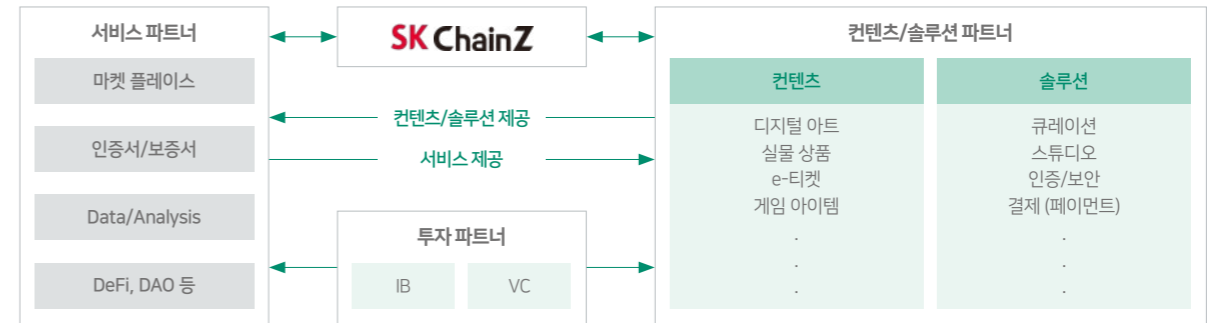 서비스 파트너
마켓 플레이스
인증서/보증서
Data/Analysis
DeFi, DAO 등
SK ChainZ
컨텐츠/솔루션 제공
서비스 제공
투자 파트너
IB
VC
컨텐츠/솔루션 파트너
컨텐츠
디지털 아트
실물 상품
e-티켓
게임 아이템
.
.
.
솔루션
큐레이션
스튜디오
인증/보안
결제 (페이먼트)
.
.
.